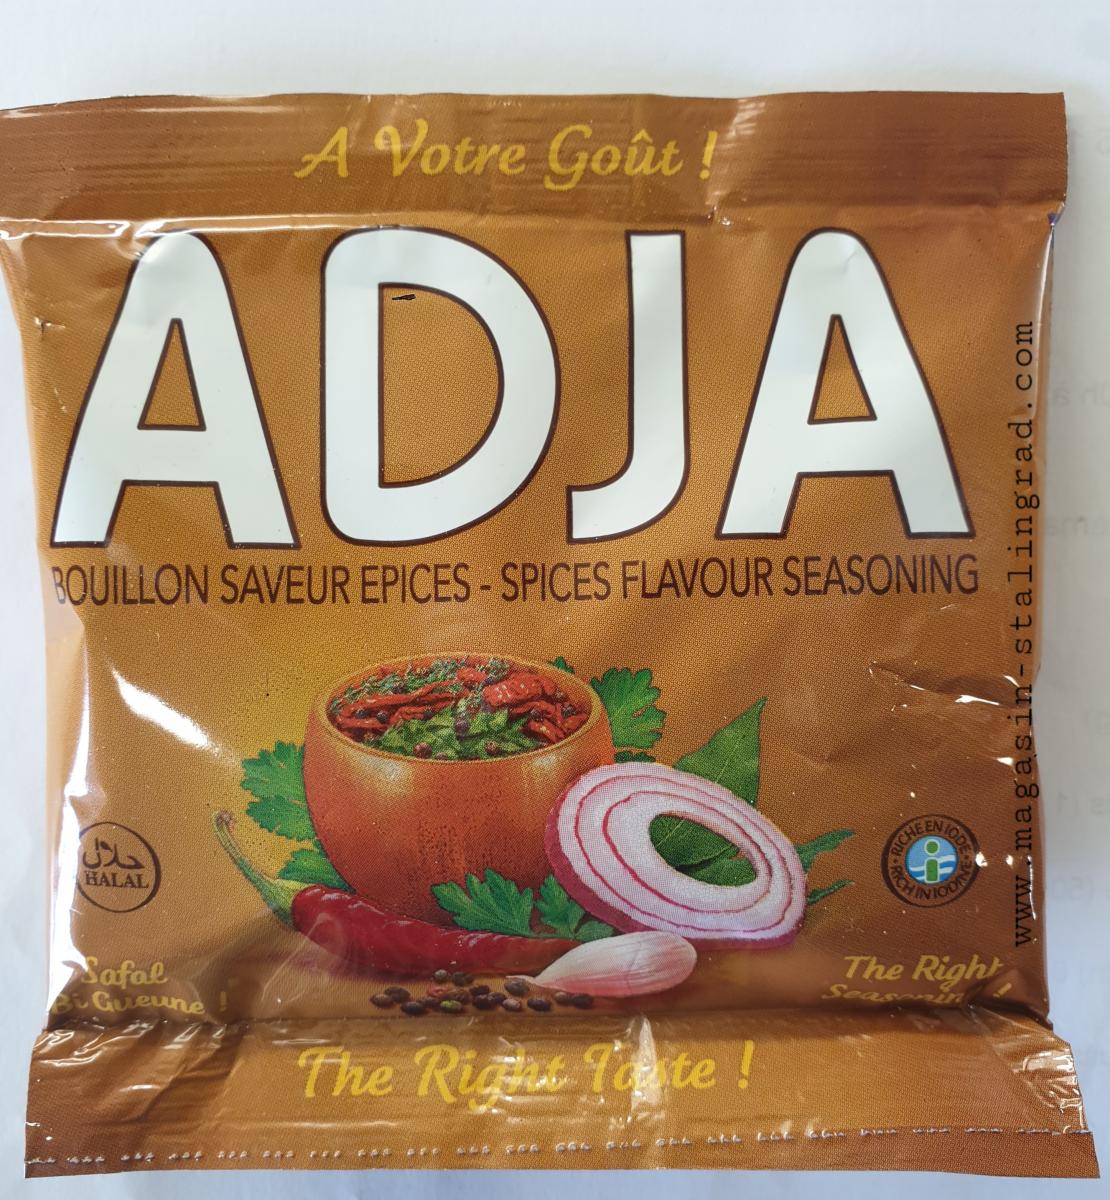 A Votre Goût !
ADJA
BOUILLON SAVEUR EPICES - SPICES FLAVOUR SEASONING
حلال
HALAL
RICHE EN IODE
RICH IN IODINE
Safal
Bi Gueune !
The Right
Seasoning !
The Right Taste !
www.magasin-stalingrad.com